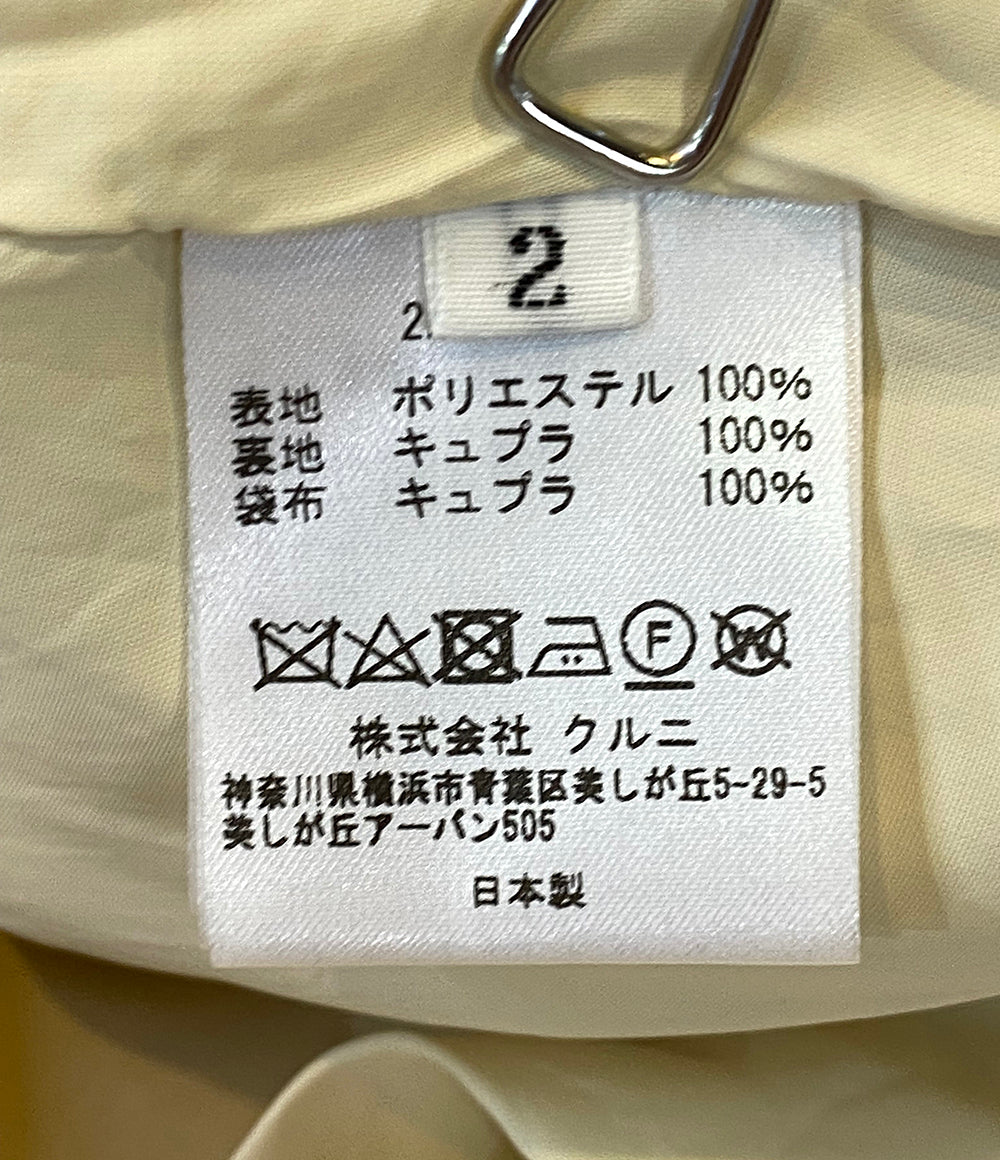 2
2.
表地 ポリエステル 100%
裏地 キュプラ 100%
袋布 キュプラ 100%
F W
株式会社 クルニ
神奈川県横浜市青葉区美しが丘5-29-5
美しが丘アーバン505
日本製